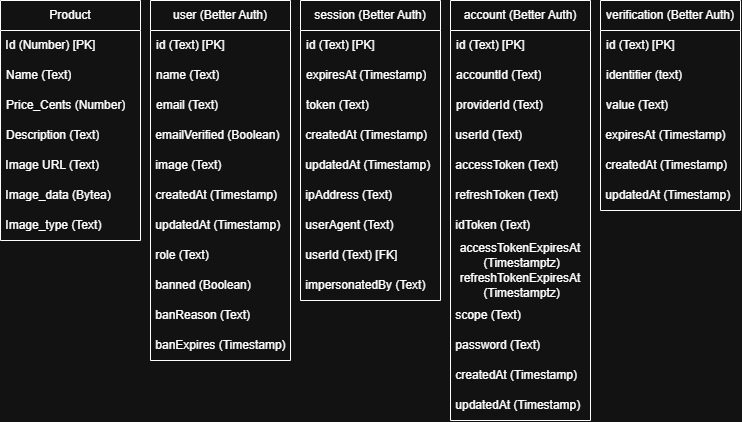 Product
Id (Number) [PK]
Name (Text)
Price_Cents (Number)
Description (Text)
Image URL (Text)
Image_data (Bytea)
Image_type (Text)
user (Better Auth)
id (Text) [PK]
name (Text)
email (Text)
emailVerified (Boolean)
image (Text)
createdAt (Timestamp)
updatedAt (Timestamp)
role (Text)
banned (Boolean)
banReason (Text)
banExpires (Timestamp)
session (Better Auth)
id (Text) [PK]
expiresAt (Timestamp)
token (Text)
createdAt (Timestamp)
updatedAt (Timestamp)
ipAddress (Text)
userAgent (Text)
userId (Text) [FK]
impersonatedBy (Text)
account (Better Auth)
id (Text) [PK]
accountId (Text)
providerId (Text)
userId (Text)
accessToken (Text)
refreshToken (Text)
idToken (Text)
accessTokenExpiresAt
(Timestamptz)
refreshTokenExpiresAt
(Timestamptz)
scope (Text)
password (Text)
createdAt (Timestamp)
updatedAt (Timestamp)
verification (Better Auth)
id (Text) [PK]
identifier (text)
value (Text)
expiresAt (Timestamp)
createdAt (Timestamp)
updatedAt (Timestamp)